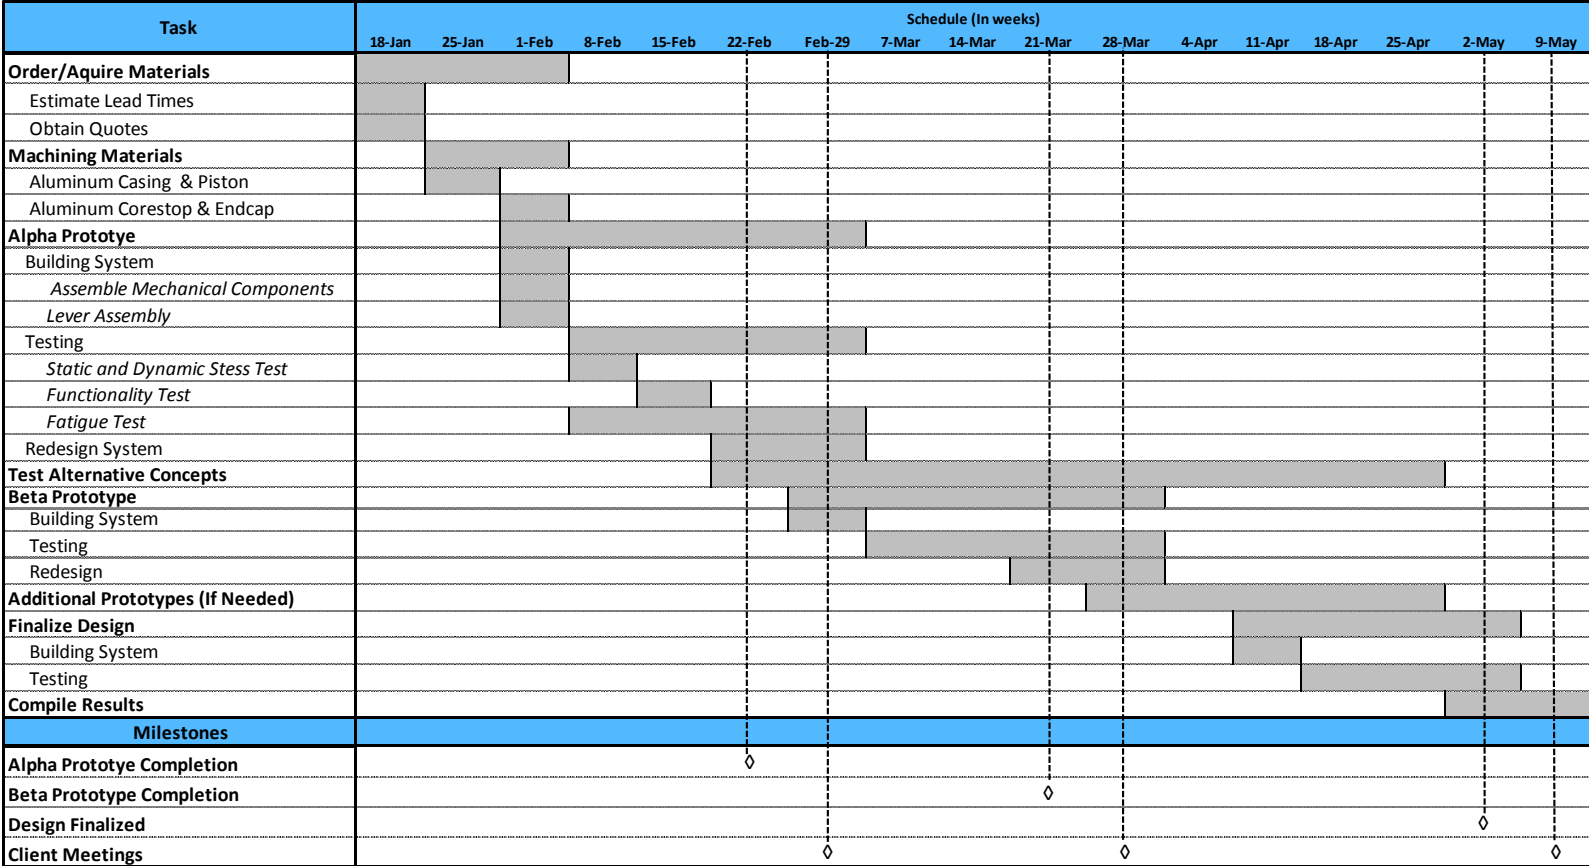 Task
Schedule (In weeks)
18-Jan 25-Jan 1-Feb 8-Feb 15-Feb 22-Feb Feb-29 7-Mar 14-Mar 21-Mar 28-Mar 4-Apr 11-Apr 18-Apr 25-Apr 2-May 9-May
Order/Aquire Materials
Estimate Lead Times
Obtain Quotes
Machining Materials
Aluminum Casing & Piston
Aluminum Corestop & Endcap
Alpha Prototye
Building System
Assemble Mechanical Components
Lever Assembly
Testing
Static and Dynamic Stess Test
Functionality Test
Fatigue Test
Redesign System
Test Alternative Concepts
Beta Prototype
Building System
Testing
Redesign
Additional Prototypes (If Needed)
Finalize Design
Building System
Testing
Compile Results
Milestones
Alpha Prototye Completion
Beta Prototype Completion
Design Finalized
Client Meetings